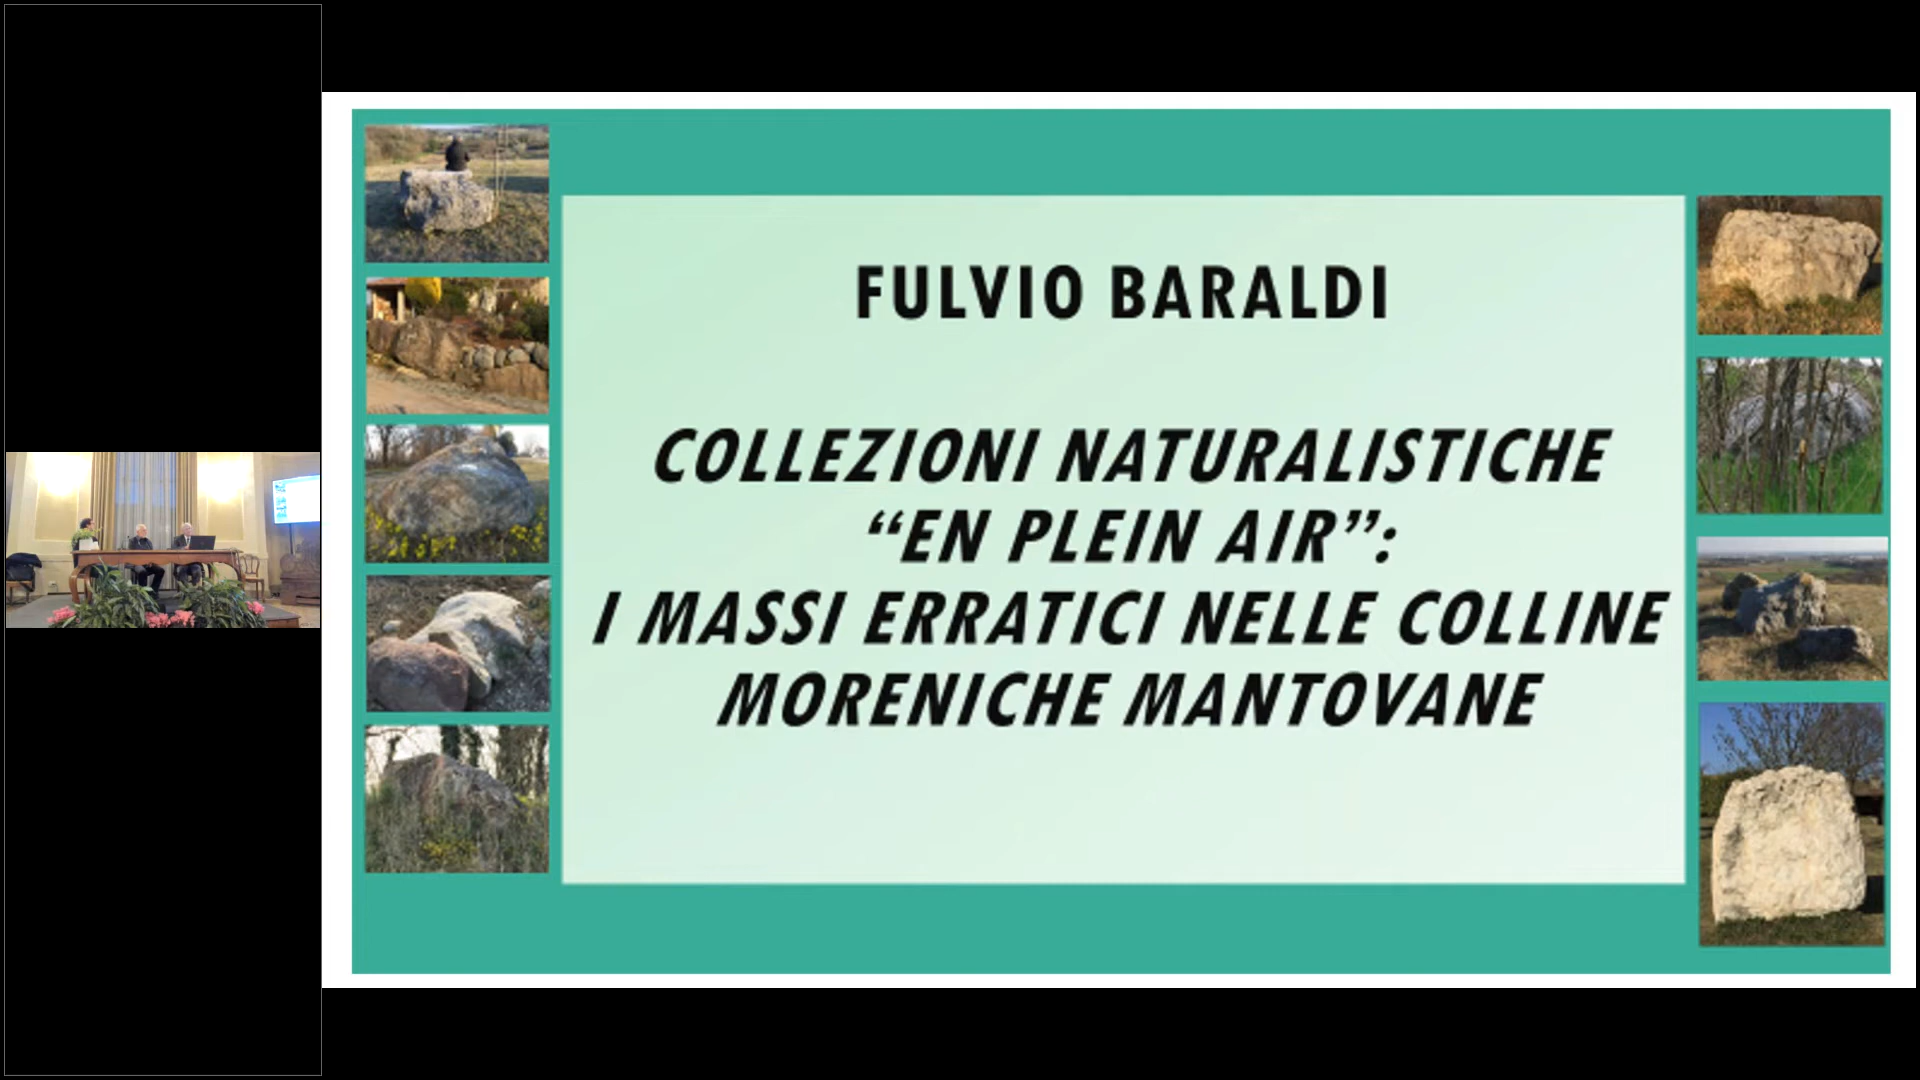 FULVIO BARALDI
COLLEZIONI NATURALISTICHE
“EN PLEIN AIR”:
I MASSI ERRATICI NELLE COLLINE
MORENICHE MANTOVANE